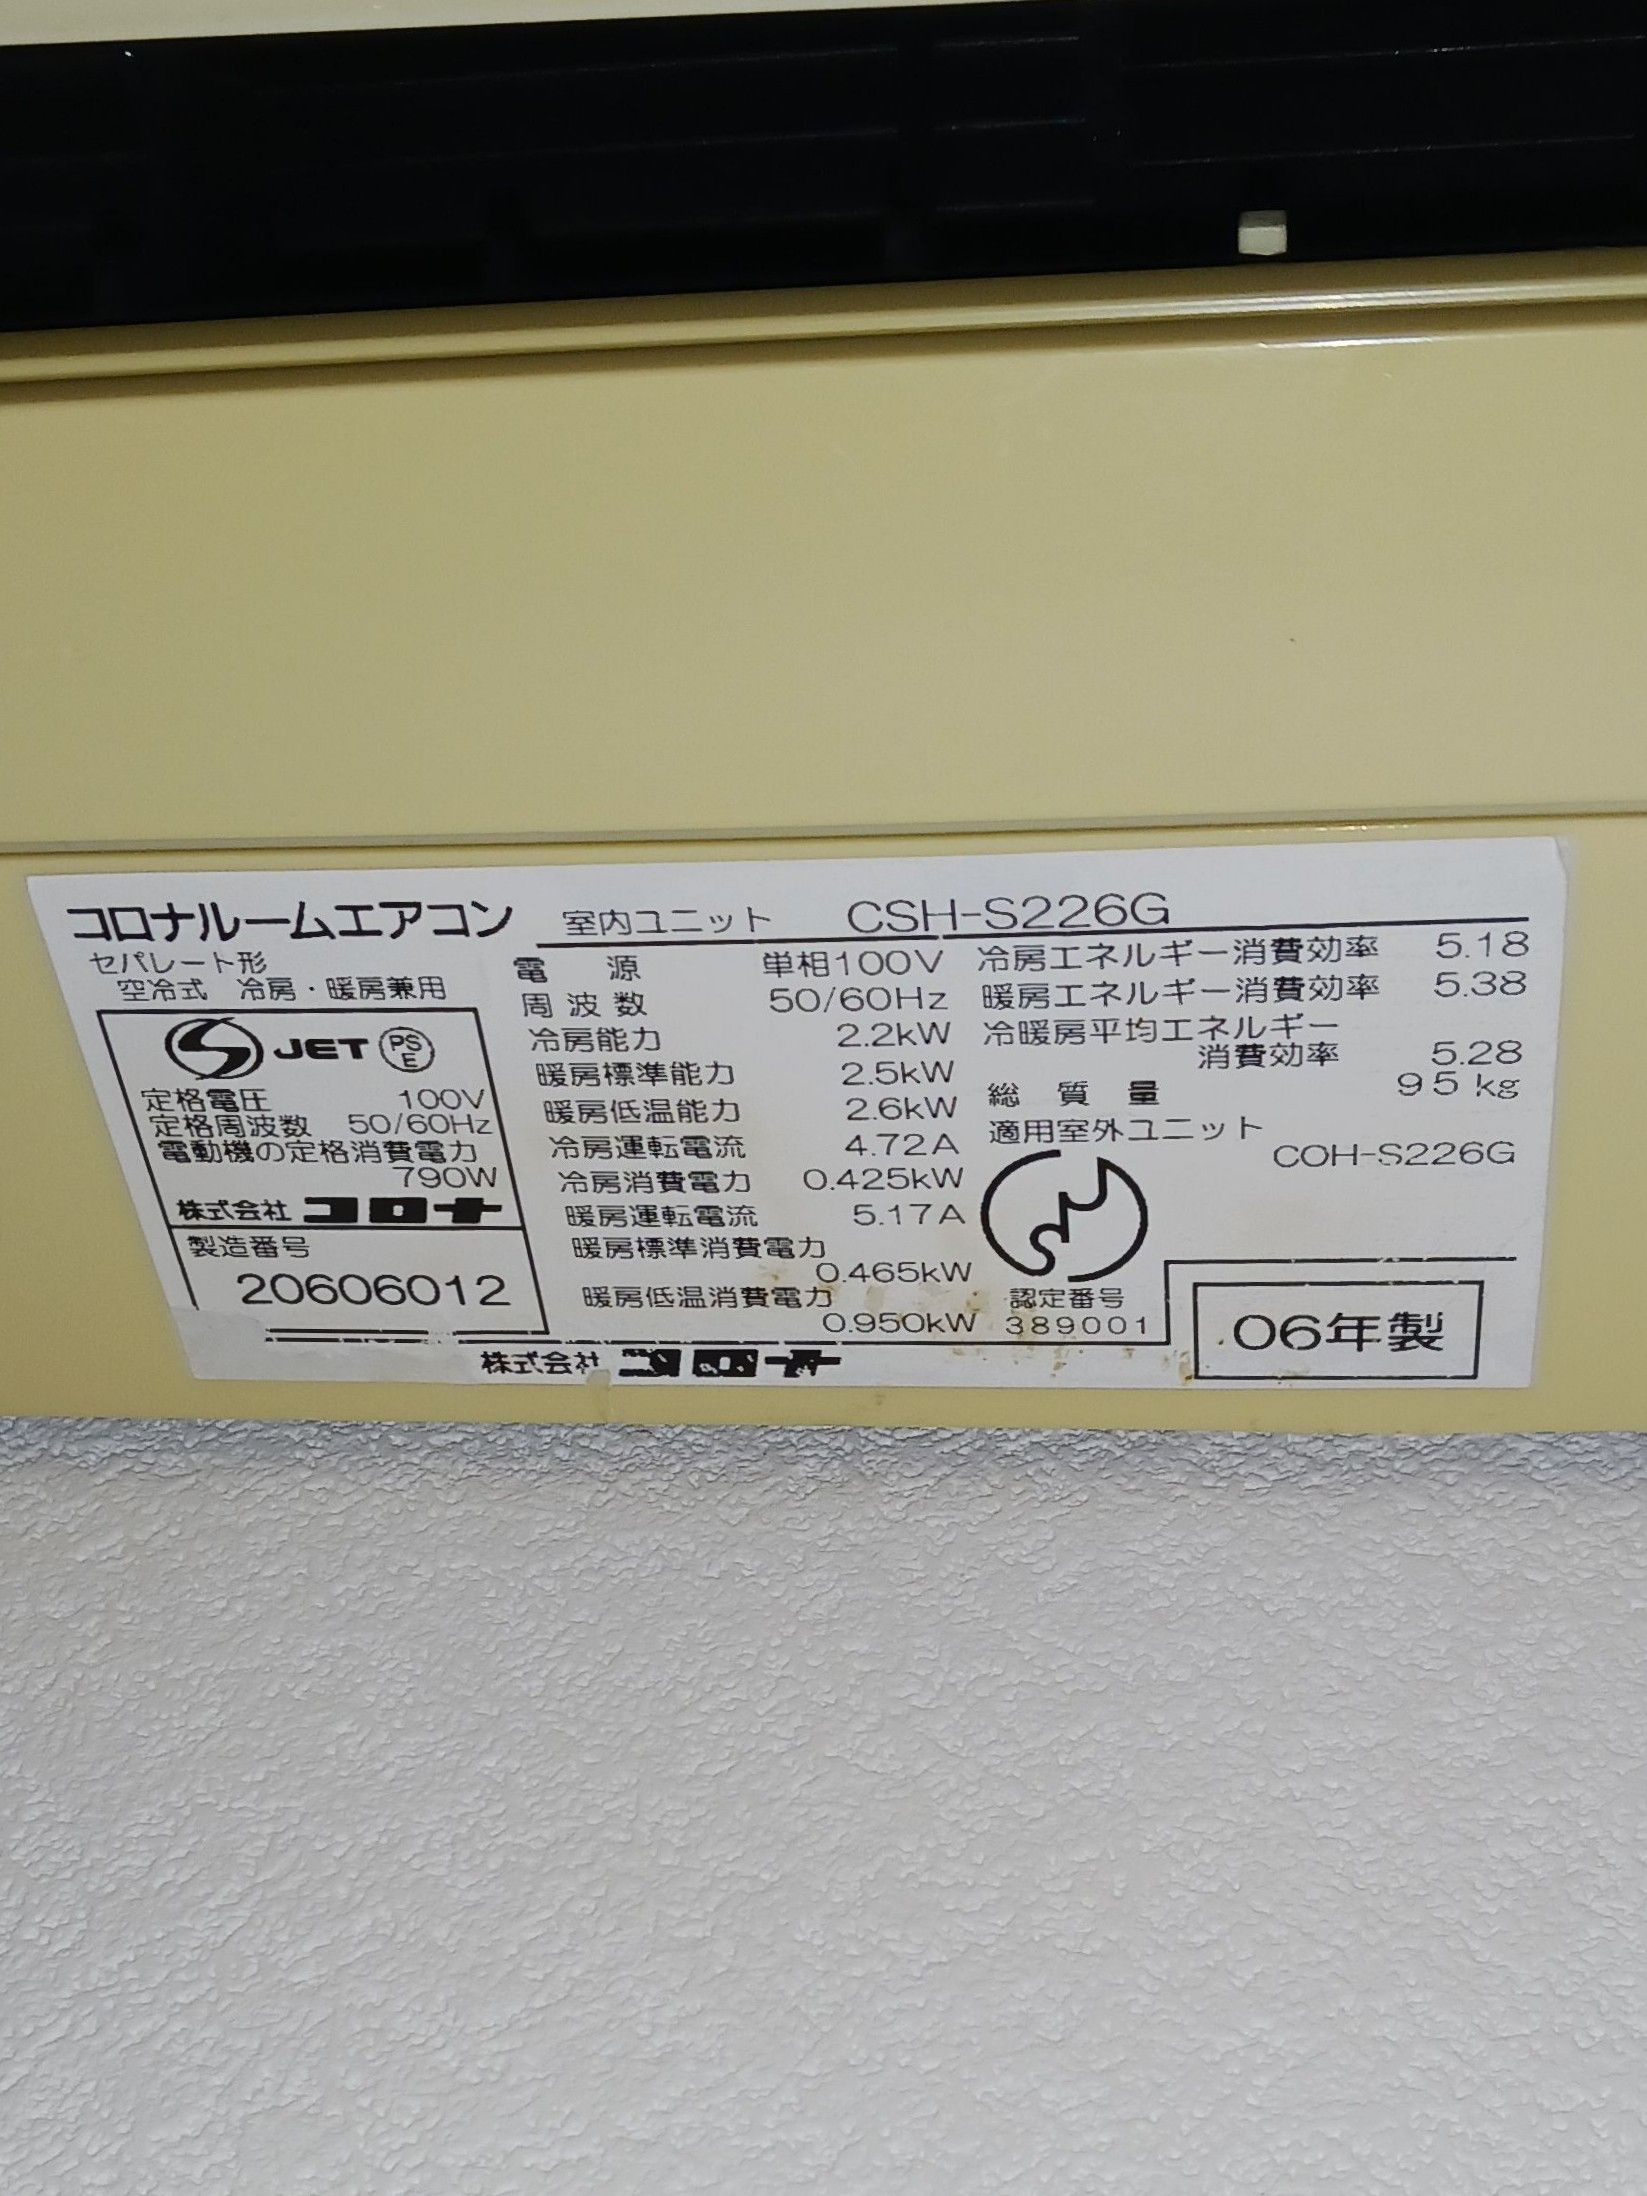 コロナルームエアコン 室内ユニット CSH-S226G
セパレート形
空冷式 冷房・暖房兼用
JET PSE
定格電圧 100V
定格周波数 50/60Hz
電動機の定格消費電力
790W
株式会社 コロナ
製造番号
20606012
電源 単相100V
周波数 50/60Hz
冷房能力 2.2kW
暖房標準能力 2.5kW
暖房低温能力 2.6kW
冷房運転電流 4.72A
冷房消費電力 0.425kW
暖房運転電流 5.17A
暖房標準消費電力
0.465kW
暖房低温消費電力
0.950kW
冷房エネルギー消費効率 5.18
暖房エネルギー消費効率 5.38
冷暖房平均エネルギー
消費効率 5.28
総質量 95kg
適用室外ユニット
COH-S226G
認定番号
389001
06年製
株式会社 コロナ